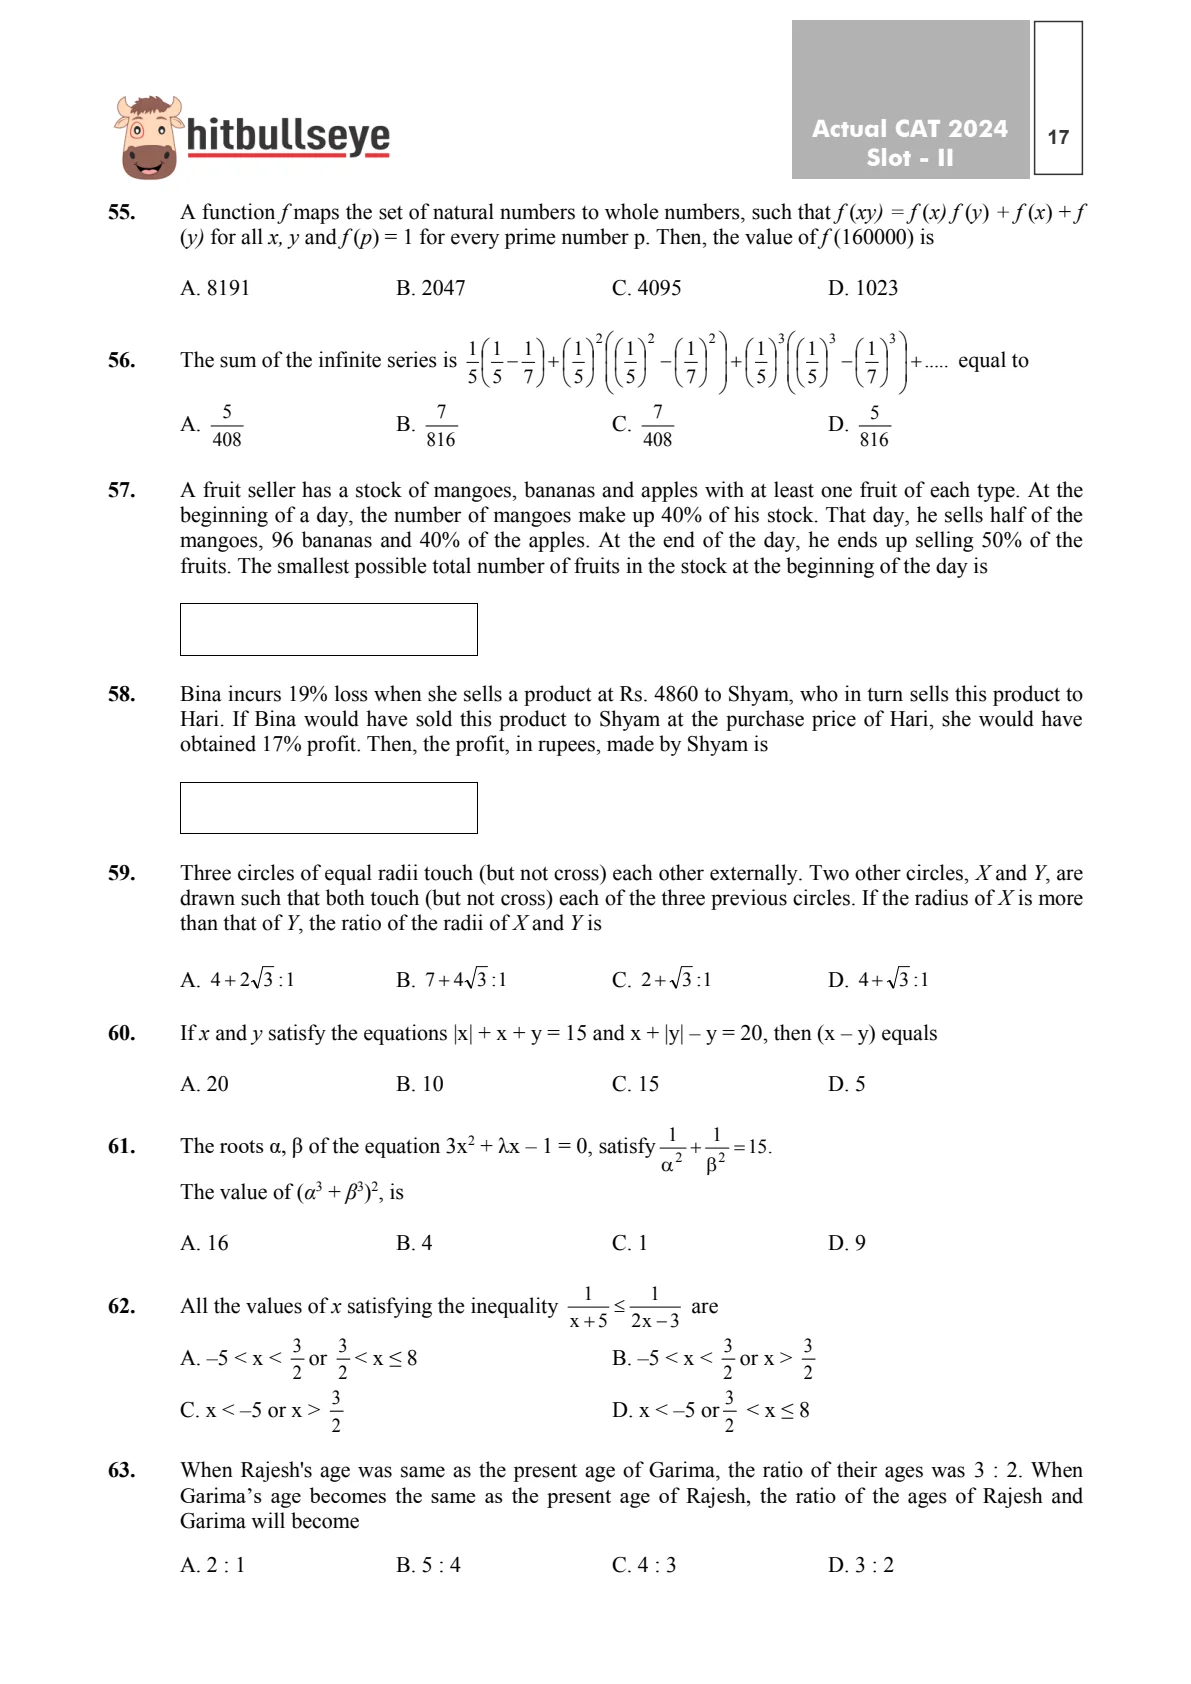 hitbullseye
Actual CAT 2024
Slot - II
17
55. A function f maps the set of natural numbers to whole numbers, such that f (xy) = f (x) f (y) + f (x) + f
(y) for all x, y and f (p) = 1 for every prime number p. Then, the value of f (160000) is
A. 8191 B. 2047 C. 4095 D. 1023
56. The sum of the infinite series is 1/5(1/5 − 1/7) + (1/5)²((1/5)² − (1/7)²) + (1/5)³((1/5)³ − (1/7)³) + ..... equal to
A. 5/408 B. 7/816 C. 7/408 D. 5/816
57. A fruit seller has a stock of mangoes, bananas and apples with at least one fruit of each type. At the
beginning of a day, the number of mangoes make up 40% of his stock. That day, he sells half of the
mangoes, 96 bananas and 40% of the apples. At the end of the day, he ends up selling 50% of the
fruits. The smallest possible total number of fruits in the stock at the beginning of the day is
58. Bina incurs 19% loss when she sells a product at Rs. 4860 to Shyam, who in turn sells this product to
Hari. If Bina would have sold this product to Shyam at the purchase price of Hari, she would have
obtained 17% profit. Then, the profit, in rupees, made by Shyam is
59. Three circles of equal radii touch (but not cross) each other externally. Two other circles, X and Y, are
drawn such that both touch (but not cross) each of the three previous circles. If the radius of X is more
than that of Y, the ratio of the radii of X and Y is
A. 4 + 2√3 : 1 B. 7 + 4√3 : 1 C. 2 + √3 : 1 D. 4 + √3 : 1
60. If x and y satisfy the equations |x| + x + y = 15 and x + |y| – y = 20, then (x – y) equals
A. 20 B. 10 C. 15 D. 5
61. The roots α, β of the equation 3x² + λx – 1 = 0, satisfy 1/α² + 1/β² = 15.
The value of (α³ + β³)², is
A. 16 B. 4 C. 1 D. 9
62. All the values of x satisfying the inequality 1/(x + 5) ≤ 1/(2x − 3) are
A. –5 < x < 3/2 or 3/2 < x ≤ 8 B. –5 < x < 3/2 or x > 3/2
C. x < –5 or x > 3/2 D. x < –5 or 3/2 < x ≤ 8
63. When Rajesh's age was same as the present age of Garima, the ratio of their ages was 3 : 2. When
Garima’s age becomes the same as the present age of Rajesh, the ratio of the ages of Rajesh and
Garima will become
A. 2 : 1 B. 5 : 4 C. 4 : 3 D. 3 : 2